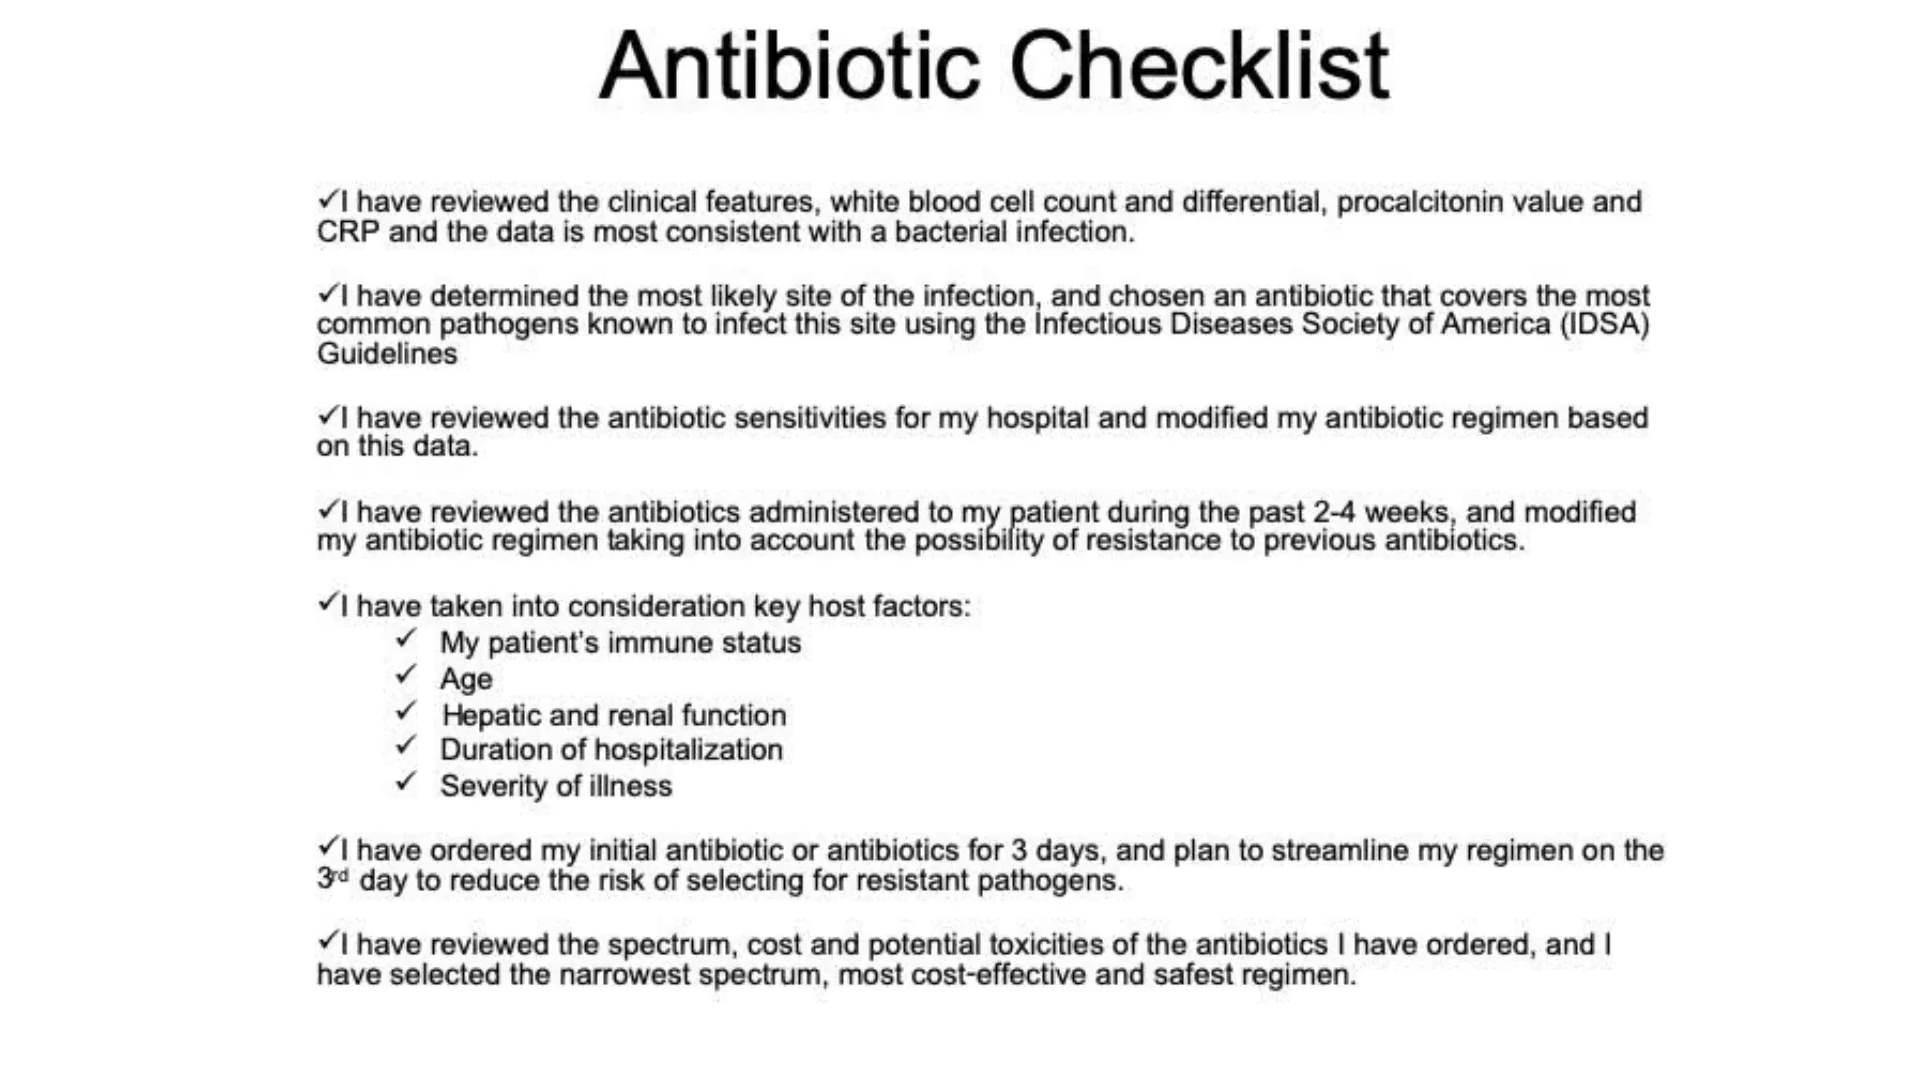 Antibiotic Checklist
✓I have reviewed the clinical features, white blood cell count and differential, procalcitonin value and
CRP and the data is most consistent with a bacterial infection.
✓I have determined the most likely site of the infection, and chosen an antibiotic that covers the most
common pathogens known to infect this site using the Infectious Diseases Society of America (IDSA)
Guidelines
✓I have reviewed the antibiotic sensitivities for my hospital and modified my antibiotic regimen based
on this data.
✓I have reviewed the antibiotics administered to my patient during the past 2-4 weeks, and modified
my antibiotic regimen taking into account the possibility of resistance to previous antibiotics.
✓I have taken into consideration key host factors:
✓ My patient's immune status
✓ Age
✓ Hepatic and renal function
✓ Duration of hospitalization
✓ Severity of illness
✓I have ordered my initial antibiotic or antibiotics for 3 days, and plan to streamline my regimen on the
3rd day to reduce the risk of selecting for resistant pathogens.
✓I have reviewed the spectrum, cost and potential toxicities of the antibiotics I have ordered, and I
have selected the narrowest spectrum, most cost-effective and safest regimen.